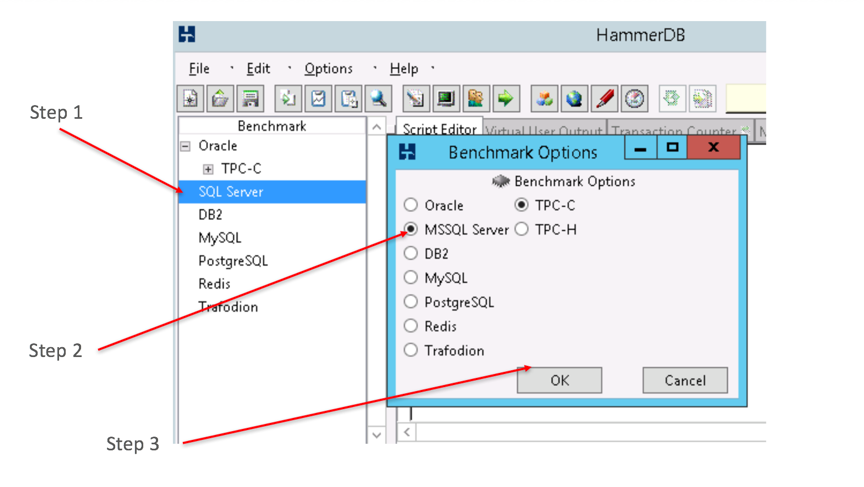 HammerDB
File Edit Options Help
Step 1
Benchmark
Script Editor Virtual User Output Transaction Counter
Oracle
TPC-C
SQL Server
DB2
MySQL
PostgreSQL
Redis
Trafodion
Benchmark Options
Benchmark Options
Oracle TPC-C
MSSQL Server TPC-H
DB2
MySQL
PostgreSQL
Redis
Trafodion
OK Cancel
Step 2
Step 3